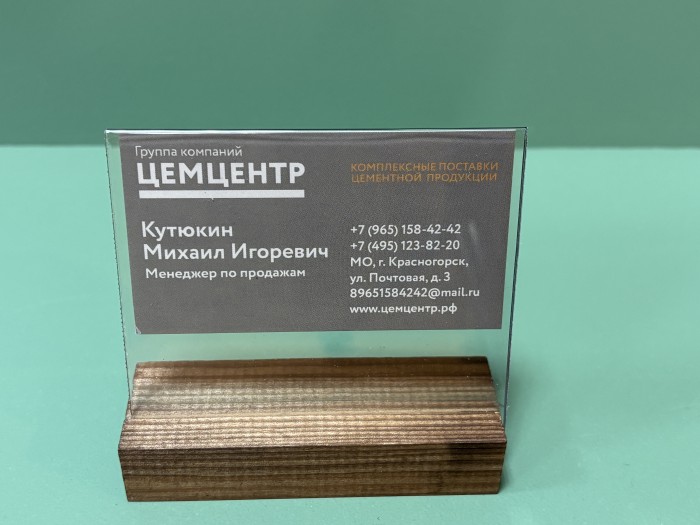 Группа компаний
ЦЕМЦЕНТР
КОМПЛЕКСНЫЕ ПОСТАВКИ
ЦЕМЕНТНОЙ ПРОДУКЦИИ
Кутюкин
Михаил Игоревич
Менеджер по продажам
+7 (965) 158-42-42
+7 (495) 123-82-20
МО, г. Красногорск,
ул. Почтовая, д. 3
89651584242@mail.ru
www.цемцентр.рф